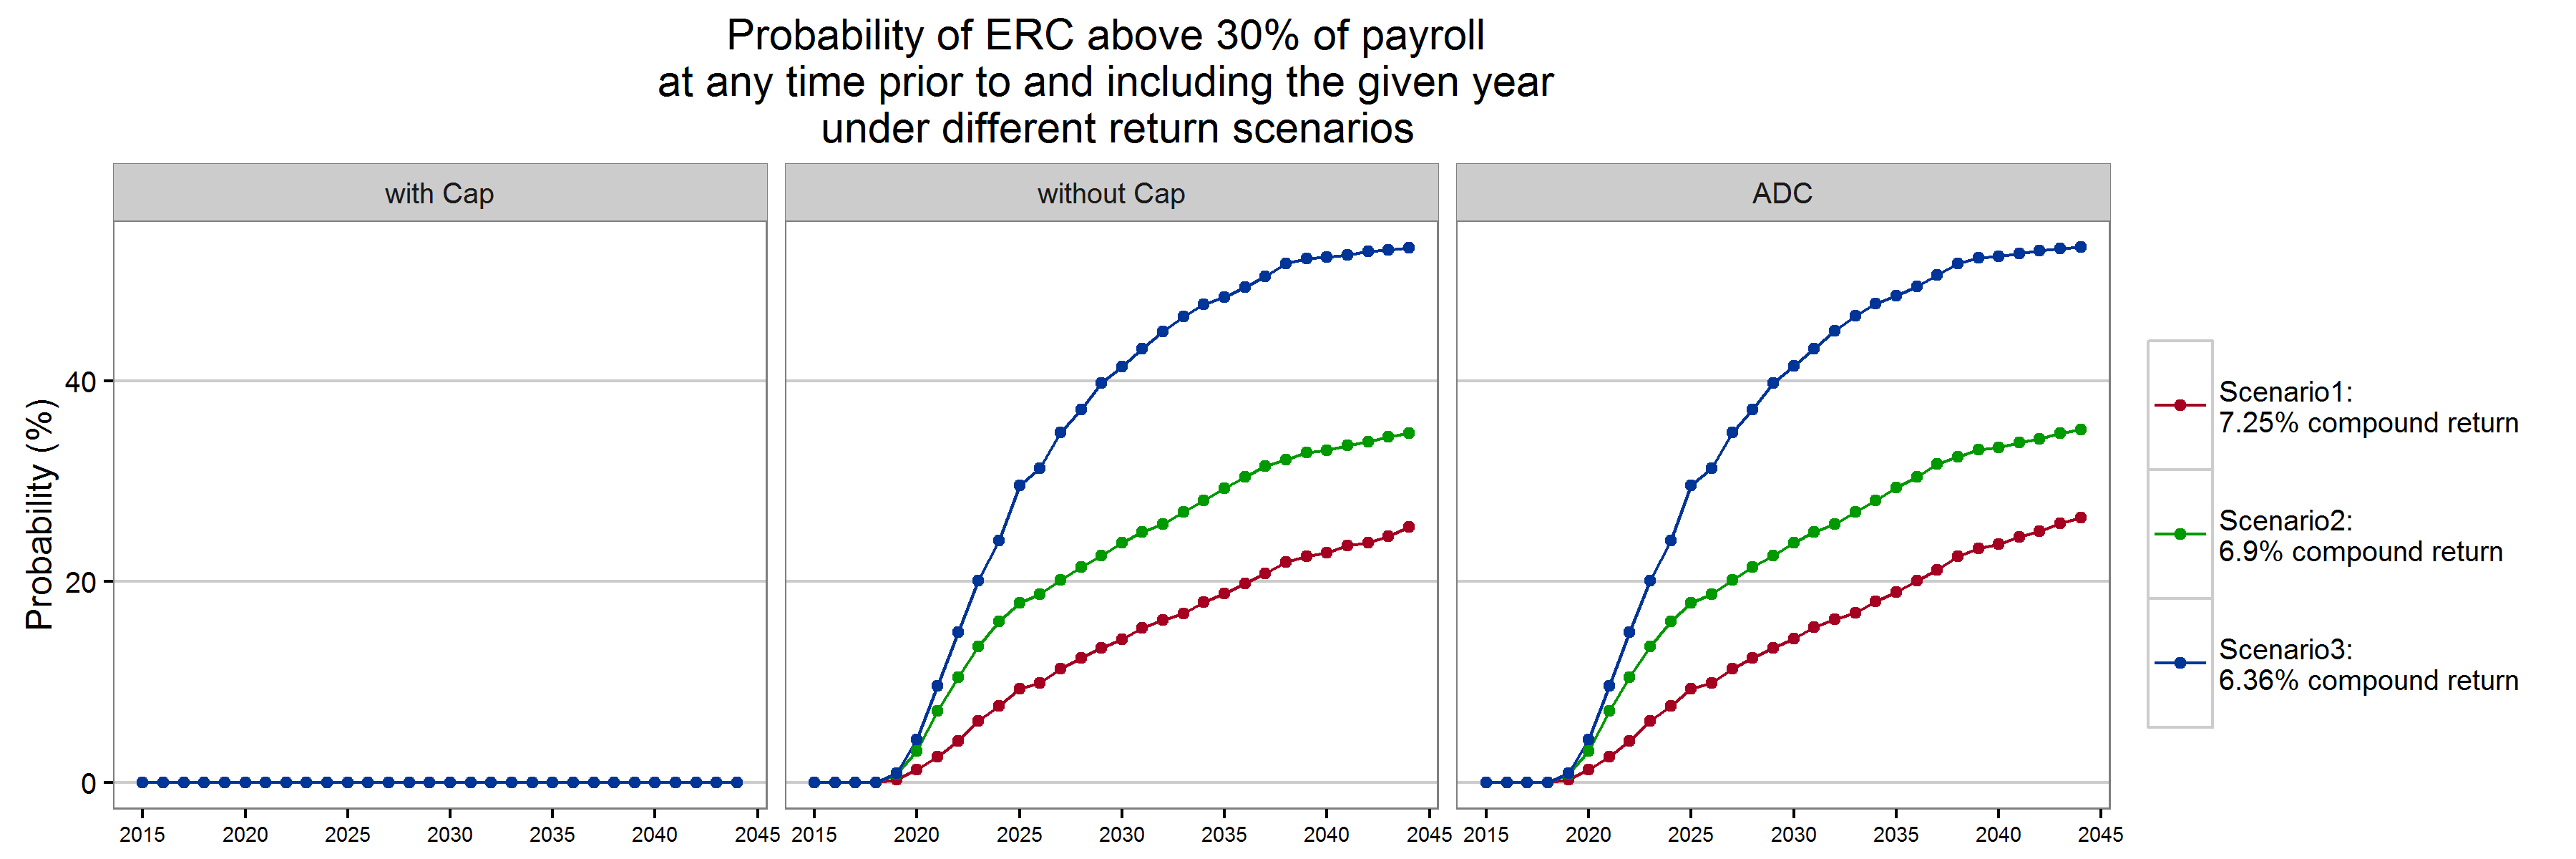 Probability of ERC above 30% of payroll
at any time prior to and including the given year
under different return scenarios
with Cap
without Cap
ADC
Probability (%)
40
20
0
2015 2020 2025 2030 2035 2040 2045
2015 2020 2025 2030 2035 2040 2045
2015 2020 2025 2030 2035 2040 2045
Scenario1:
7.25% compound return
Scenario2:
6.9% compound return
Scenario3:
6.36% compound return